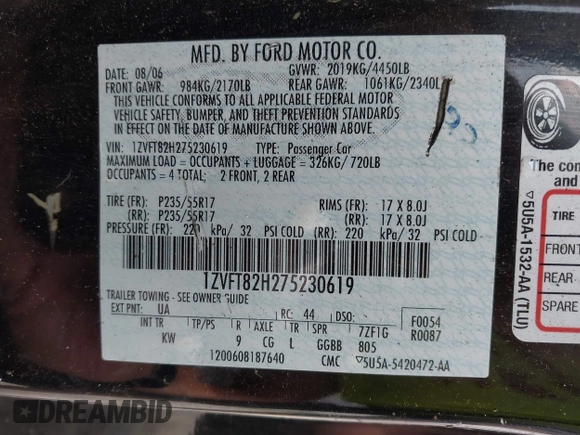 MFD. BY FORD MOTOR CO.
08/06 GVWR: 2019KG/4450LB
FRONT GAWR: 984KG/2170LB REAR GAWR: 1061KG/2340L
THIS VEHICLE CONFORMS TO ALL APPLICABLE FEDERAL MOTOR
VEHICLE SAFETY, BUMPER, AND THEFT PREVENTION STANDARDS
IN EFFECT ON THE DATE OF MANUFACTURE SHOWN ABOVE.
VIN: 1ZVFT82H275230619 TYPE: Passenger Car
MAXIMUM LOAD = OCCUPANTS + LUGGAGE = 326KG/ 720LB
OCCUPANTS = 4 TOTAL; 2 FRONT, 2 REAR
TIRE (FR): P235/55R17 RIMS (FR): 17 X 8.0J
(RR): P235/55R17 (RR): 17 X 8.0J
PRESSURE (FR): 22 kPA/ 32 PSI COLD (RR): 220 kPA/ 32 PSI COLD
1ZVFT82H275230619
TRAILER TOWING - SEE OWNER GUIDE
EXT PNT: UA RC: 44 DSO: F0054
INT TR TP/PS R AXLE TR SPR 7ZF1G R0087
KW 9 CG L GGBB 805
1200608187640 CMC ▽5U5A-5420472-AA
The con
TIRE
FRONT
REAR
SPARE
▽5U5A-1532-AA (TLU)
DREAMBID